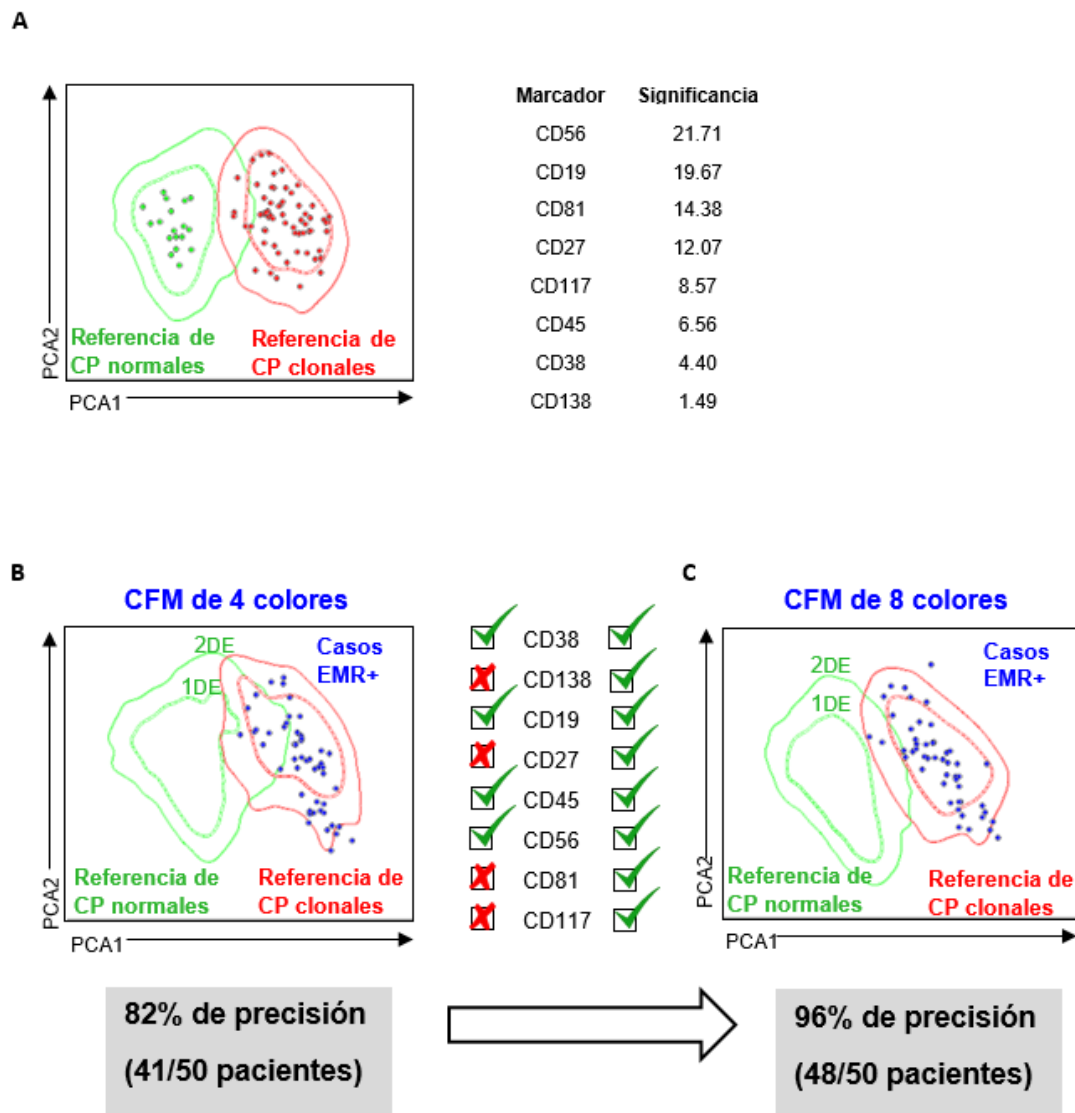 A
PCA2
Referencia de
CP normales
Referencia de
CP clonales
PCA1
Marcador Significancia
CD56 21.71
CD19 19.67
CD81 14.38
CD27 12.07
CD117 8.57
CD45 6.56
CD38 4.40
CD138 1.49
B
CFM de 4 colores
2DE
1DE
Casos
EMR+
PCA2
Referencia de
CP normales
Referencia de
CP clonales
PCA1
CD38
CD138
CD19
CD27
CD45
CD56
CD81
CD117
C
CFM de 8 colores
2DE
1DE
Casos
EMR+
PCA2
Referencia de
CP normales
Referencia de
CP clonales
PCA1
82% de precisión
(41/50 pacientes)
96% de precisión
(48/50 pacientes)